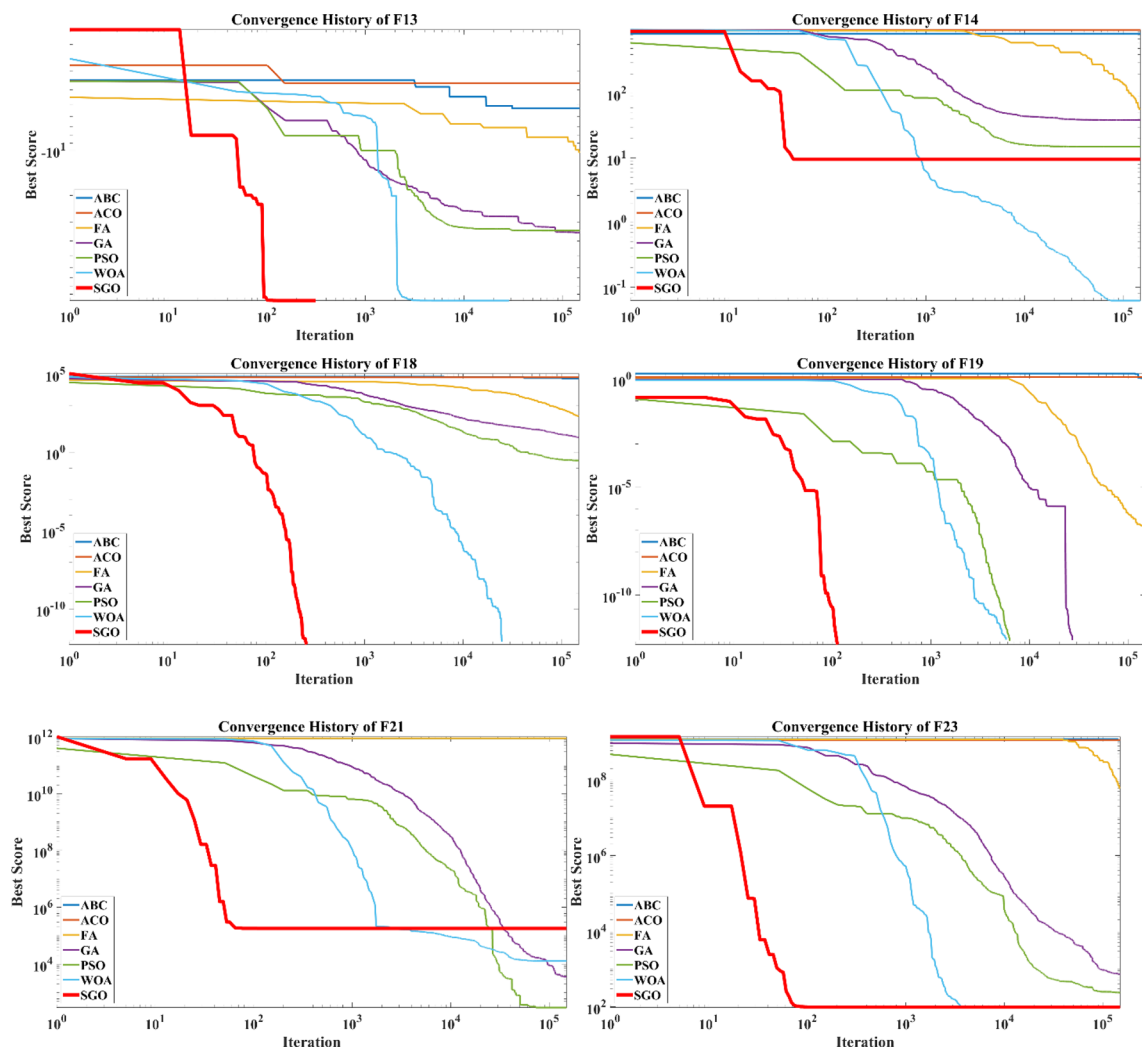 Convergence History of F13
Best Score
-10^1
ABC
ACO
FA
GA
PSO
WOA
SGO
10^0 10^1 10^2 10^3 10^4 10^5
Iteration
Convergence History of F14
Best Score
10^2
10^1
10^0
10^-1
ABC
ACO
FA
GA
PSO
WOA
SGO
10^0 10^1 10^2 10^3 10^4 10^5
Iteration
Convergence History of F18
Best Score
10^5
10^0
10^-5
10^-10
ABC
ACO
FA
GA
PSO
WOA
SGO
10^0 10^1 10^2 10^3 10^4 10^5
Iteration
Convergence History of F19
Best Score
10^0
10^-5
10^-10
ABC
ACO
FA
GA
PSO
WOA
SGO
10^0 10^1 10^2 10^3 10^4 10^5
Iteration
Convergence History of F21
Best Score
10^12
10^10
10^8
10^6
10^4
ABC
ACO
FA
GA
PSO
WOA
SGO
10^0 10^1 10^2 10^3 10^4 10^5
Iteration
Convergence History of F23
Best Score
10^8
10^6
10^4
10^2
ABC
ACO
FA
GA
PSO
WOA
SGO
10^0 10^1 10^2 10^3 10^4 10^5
Iteration